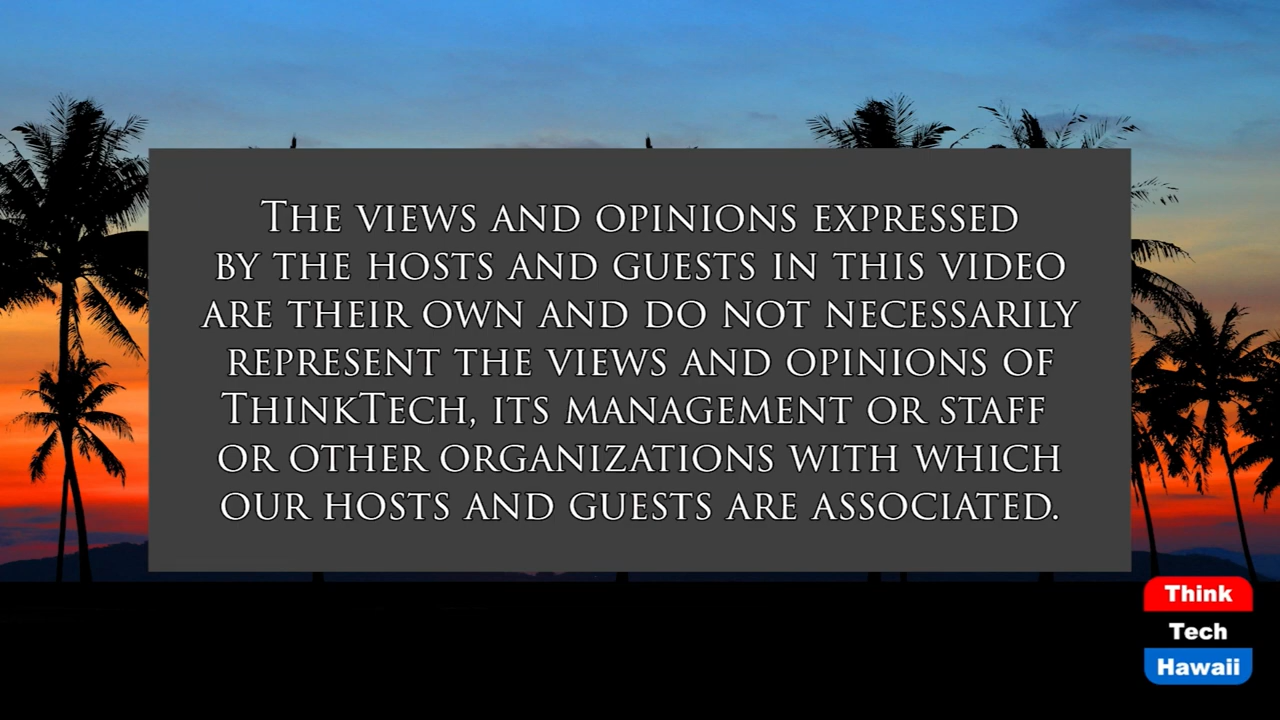 The views and opinions expressed
by the hosts and guests in this video
are their own and do not necessarily
represent the views and opinions of
ThinkTech, its management or staff
or other organizations with which
our hosts and guests are associated.
Think
Tech
Hawaii